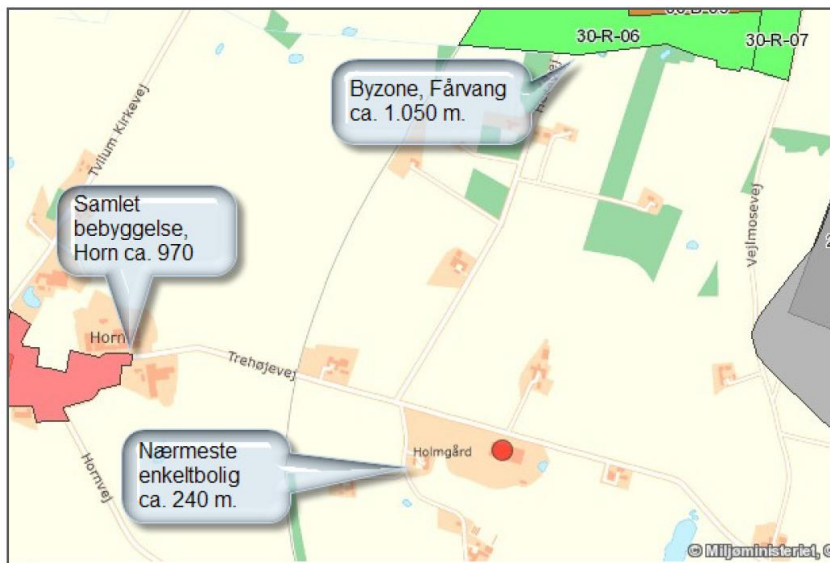 30-R-06
30-R-07
Byzone, Fårvang
ca. 1.050 m.
Tvilum Kirkevej
Samlet
bebyggelse,
Horn ca. 970
Vejlmosevej
Horn
Trehøjevej
Nærmeste
enkeltbolig
ca. 240 m.
Holmgård
Hornvej
© Miljøministeriet,